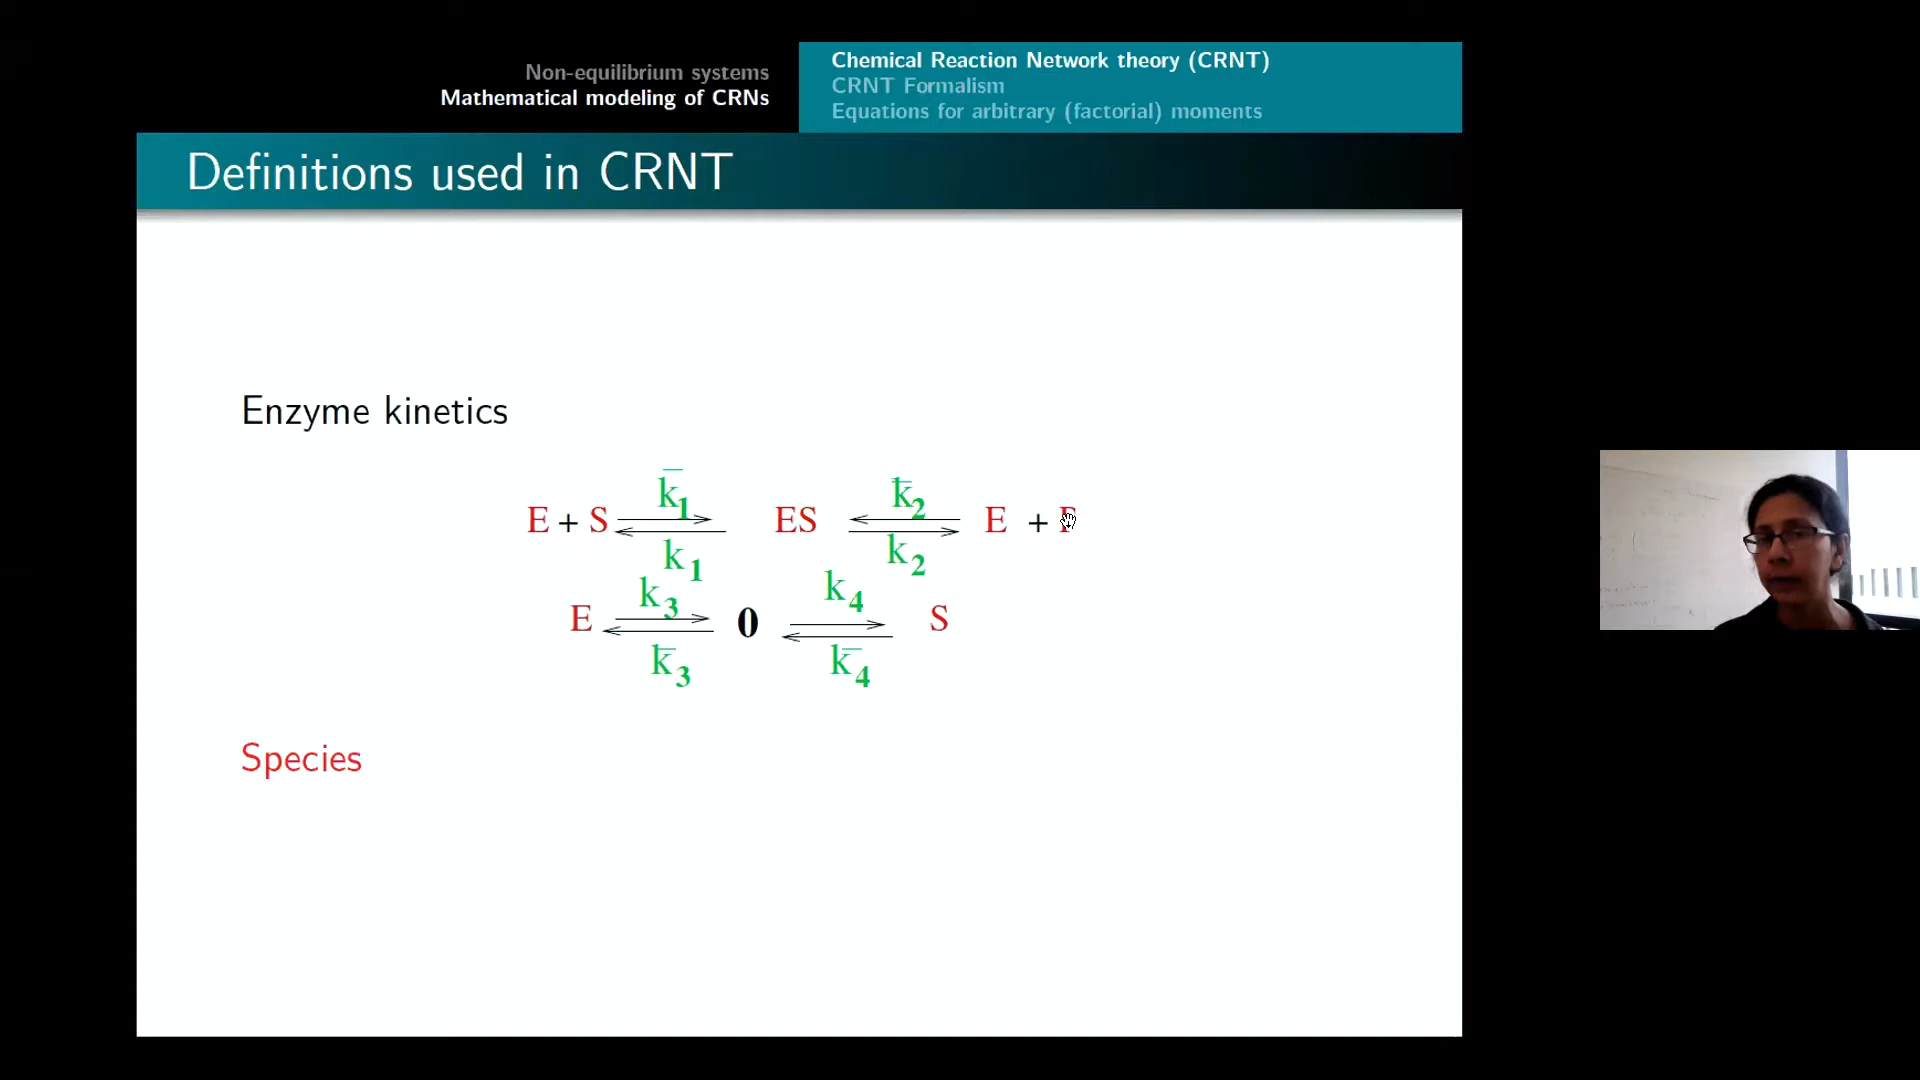 Non-equilibrium systems
Mathematical modeling of CRNs
Chemical Reaction Network theory (CRNT)
CRNT Formalism
Equations for arbitrary (factorial) moments
Definitions used in CRNT
Enzyme kinetics
k̄₁ k̄₂
E + S ⇌ ES ⇌ E +
k₁ k₂
k₃ k₄
E ⇌ 0 ⇌ S
k̄₃ k̄₄
Species